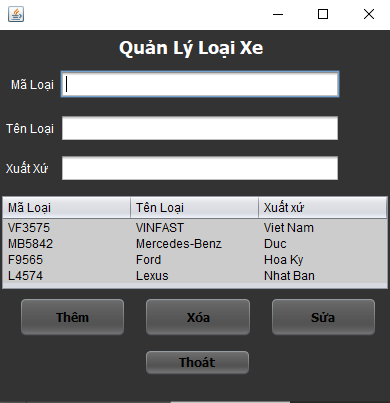 Quản Lý Loại Xe
Mã Loại
Tên Loại
Xuất Xứ
Mã Loại Tên Loại Xuất xứ
VF3575 VINFAST Viet Nam
MB5842 Mercedes-Benz Duc
F9565 Ford Hoa Ky
L4574 Lexus Nhat Ban
Thêm Xóa Sửa
Thoát